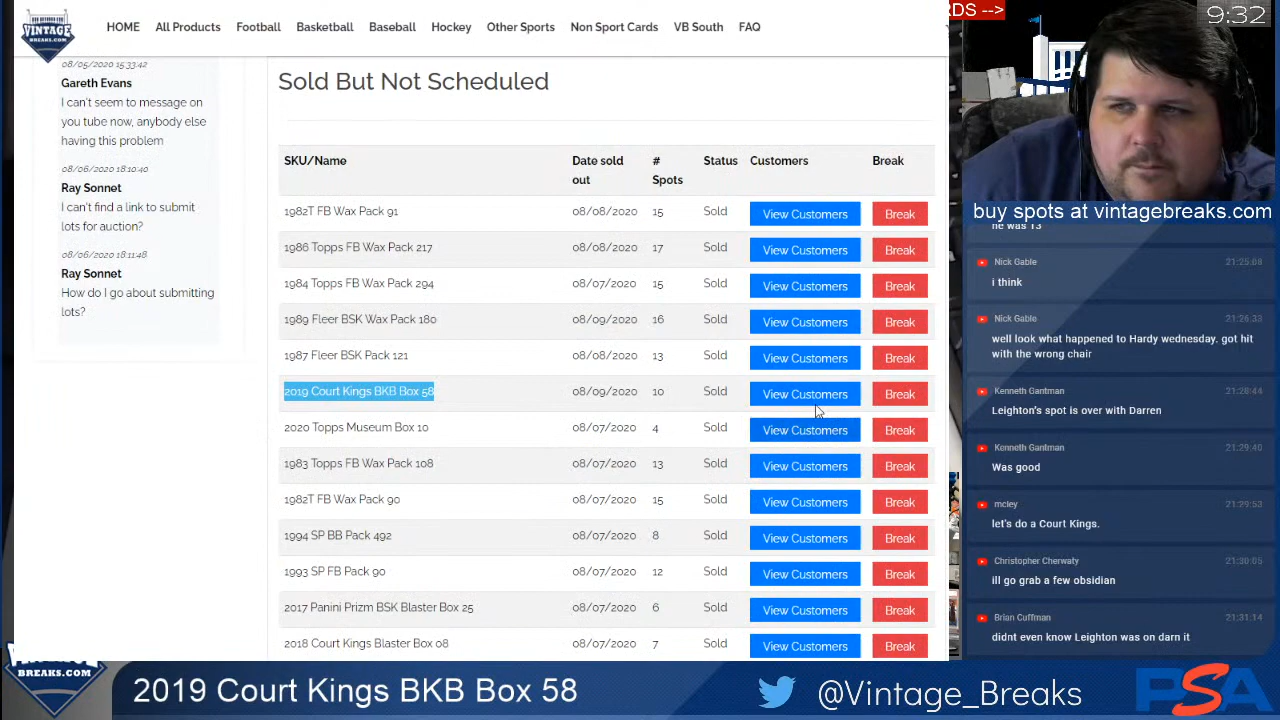 VINTAGE
BREAKS.COM
HOME All Products Football Basketball Baseball Hockey Other Sports Non Sport Cards VB South FAQ
RDS -->
9:32
08/05/2020 15:33:42
Gareth Evans
I can't seem to message on
you tube now, anybody else
having this problem
08/06/2020 18:10:40
Ray Sonnet
I can't find a link to submit
lots for auction?
08/06/2020 18:11:48
Ray Sonnet
How do I go about submitting
lots?
Sold But Not Scheduled
SKU/Name Date sold out # Spots Status Customers Break
1982T FB Wax Pack 91 08/08/2020 15 Sold View Customers Break
1986 Topps FB Wax Pack 217 08/08/2020 17 Sold View Customers Break
1984 Topps FB Wax Pack 294 08/07/2020 15 Sold View Customers Break
1989 Fleer BSK Wax Pack 180 08/09/2020 16 Sold View Customers Break
1987 Fleer BSK Pack 121 08/08/2020 13 Sold View Customers Break
2019 Court Kings BKB Box 58 08/09/2020 10 Sold View Customers Break
2020 Topps Museum Box 10 08/07/2020 4 Sold View Customers Break
1983 Topps FB Wax Pack 108 08/07/2020 13 Sold View Customers Break
1982T FB Wax Pack 90 08/07/2020 15 Sold View Customers Break
1994 SP BB Pack 492 08/07/2020 8 Sold View Customers Break
1993 SP FB Pack 90 08/07/2020 12 Sold View Customers Break
2017 Panini Prizm BSK Blaster Box 25 08/07/2020 6 Sold View Customers Break
2018 Court Kings Blaster Box 08 08/07/2020 7 Sold View Customers Break
buy spots at vintagebreaks.com
he was 13
Nick Gable 21:25:08
i think
Nick Gable 21:26:33
well look what happened to Hardy wednesday. got hit
with the wrong chair
Kenneth Gantman 21:28:44
Leighton's spot is over with Darren
Kenneth Gantman 21:29:40
Was good
mcley 21:29:53
let's do a Court Kings.
Christopher Cherwaty 21:30:05
ill go grab a few obsidian
Brian Cuffman 21:31:14
didnt even know Leighton was on darn it
VINTAGE
BREAKS.COM
2019 Court Kings BKB Box 58
@Vintage_Breaks
PSA